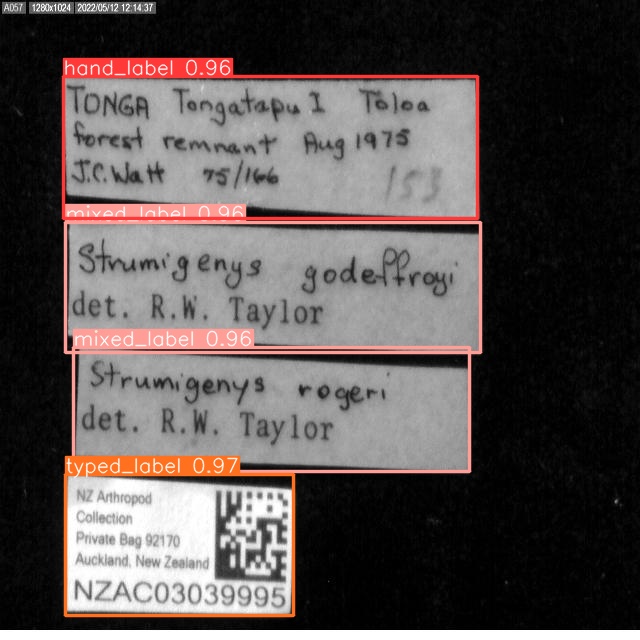 A057 1280x1024 2022/05/12 12:14:37
hand_label 0.96
TONGA Tongatapu I Toloa
forest remnant Aug 1975
J.C.Watt 75/166
153
mixed_label 0.96
Strumigenys godeffroyi
det. R.W. Taylor
mixed_label 0.96
Strumigenys rogeri
det. R.W. Taylor
typed_label 0.97
NZ Arthropod
Collection
Private Bag 92170
Auckland, New Zealand
NZAC03039995